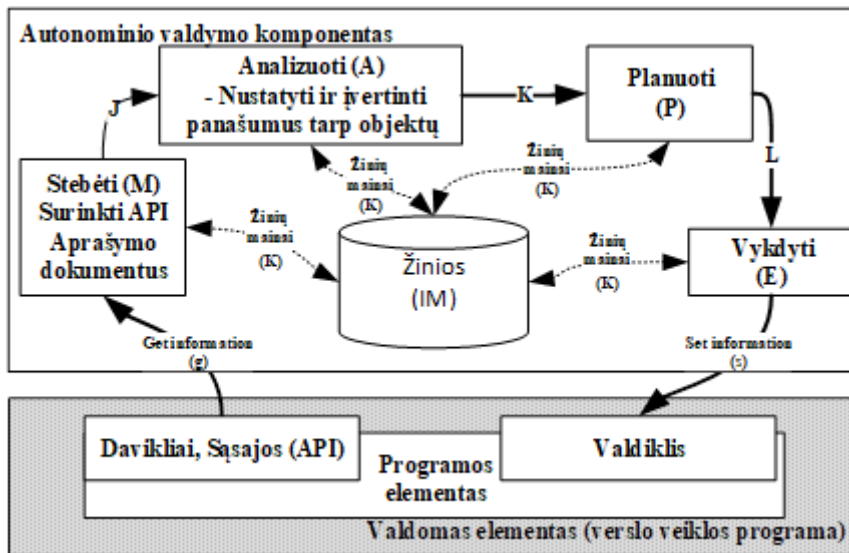 Autonominio valdymo komponentas
Analizuoti (A)
- Nustatyti ir įvertinti
panašumus tarp objektų
Planuoti
(P)
J
K
L
Stebėti (M)
Surinkti API
Aprašymo
dokumentus
Žinių
mainai
(K)
Žinių
mainai
(K)
Žinių
mainai
(K)
Žinių
mainai
(K)
Žinios
(IM)
Vykdyti
(E)
Get information
(g)
Set information
(s)
Davikliai, Sąsajos (API)
Valdiklis
Programos
elementas
Valdomas elementas (verslo veiklos programa)